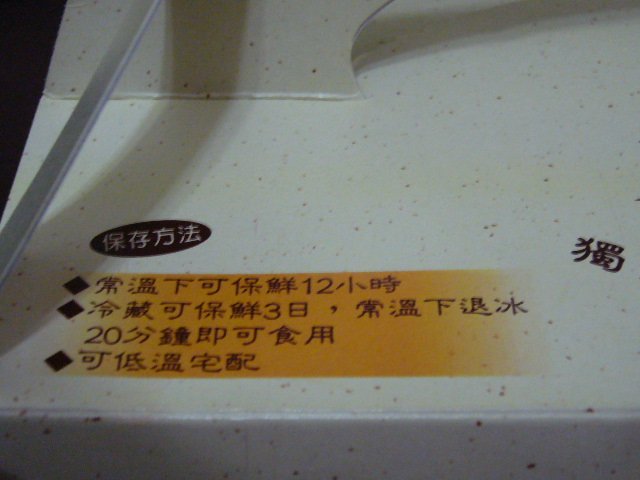 保存方法
◆常溫下可保鮮12小時
◆冷藏可保鮮3日，常溫下退冰
20分鐘即可食用
◆可低溫宅配
獨